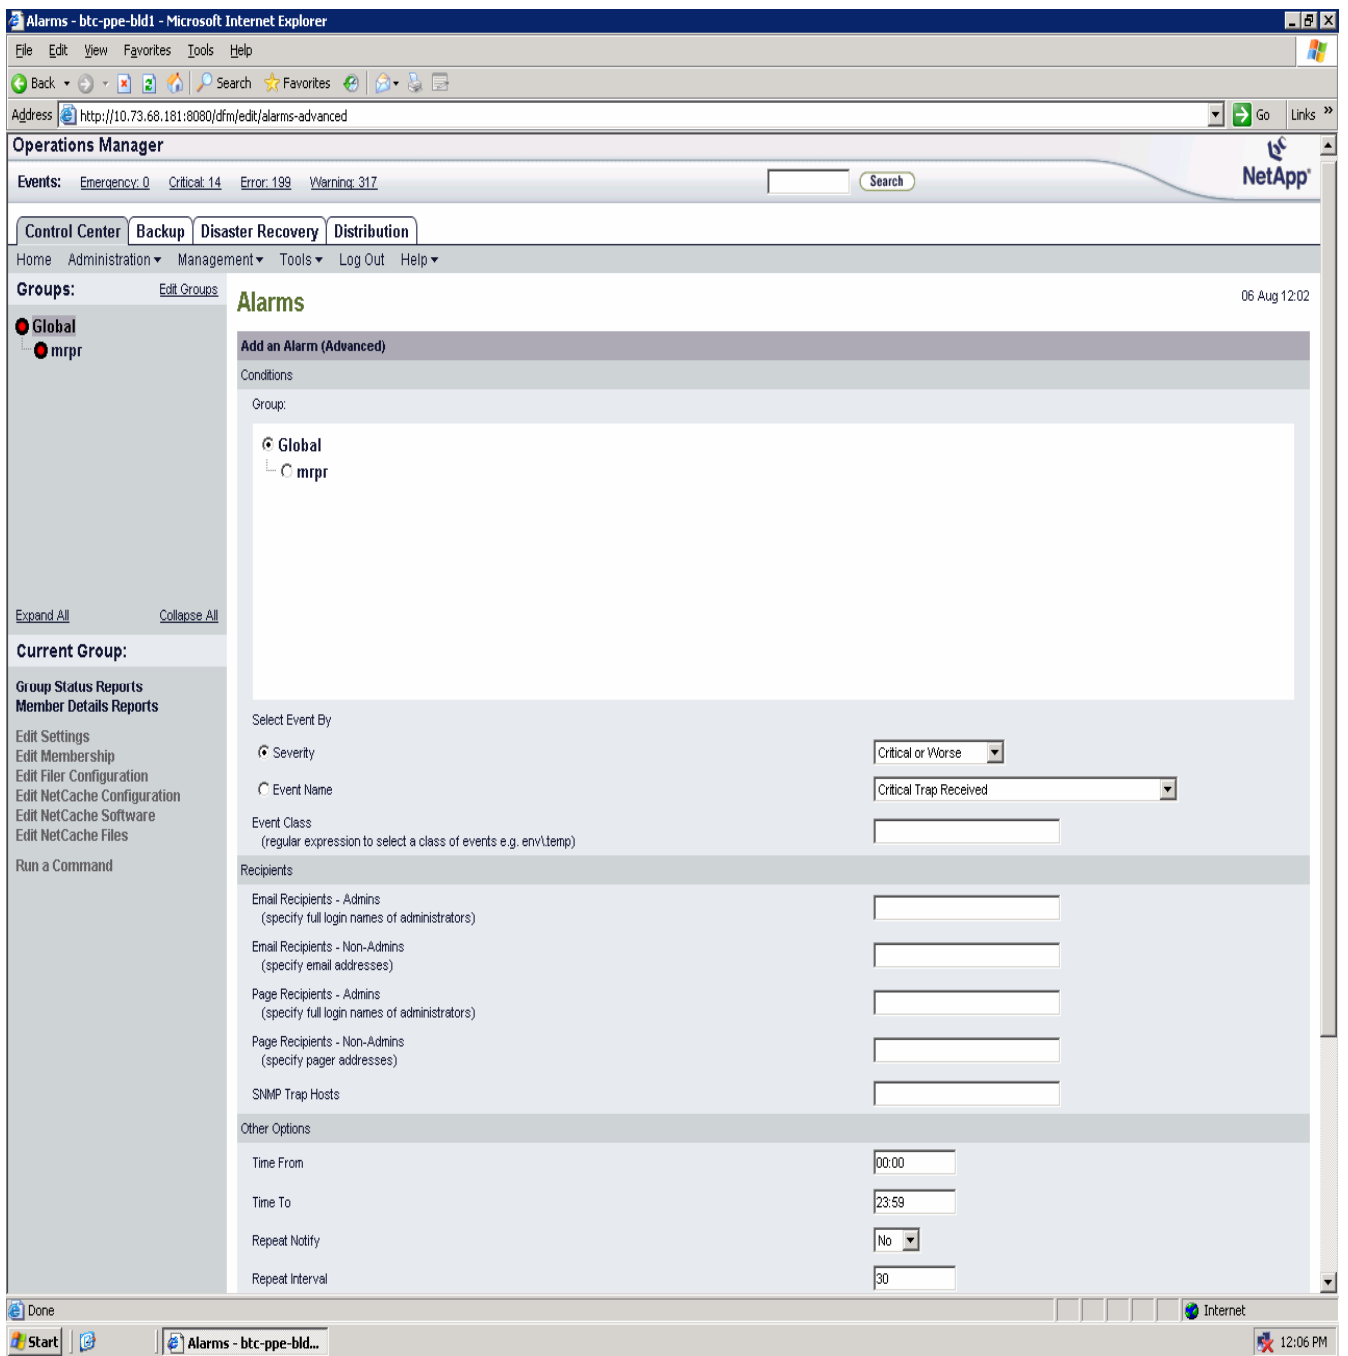 Alarms - btc-ppe-bld1 - Microsoft Internet Explorer
File Edit View Favorites Tools Help
Back Search Favorites
Address http://10.73.68.181:8080/dfm/edit/alarms-advanced Go Links »
Operations Manager
NetApp
Events: Emergency: 0 Critical: 14 Error: 199 Warning: 317 Search
Control Center Backup Disaster Recovery Distribution
Home Administration Management Tools Log Out Help
Groups: Edit Groups
Global
mrpr
Expand All Collapse All
Current Group:
Group Status Reports
Member Details Reports
Edit Settings
Edit Membership
Edit Filer Configuration
Edit NetCache Configuration
Edit NetCache Software
Edit NetCache Files
Run a Command
Alarms 06 Aug 12:02
Add an Alarm (Advanced)
Conditions
Group:
Global
mrpr
Select Event By
Severity Critical or Worse
Event Name Critical Trap Received
Event Class
(regular expression to select a class of events e.g. env\.temp)
Recipients
Email Recipients - Admins
(specify full login names of administrators)
Email Recipients - Non-Admins
(specify email addresses)
Page Recipients - Admins
(specify full login names of administrators)
Page Recipients - Non-Admins
(specify pager addresses)
SNMP Trap Hosts
Other Options
Time From 00:00
Time To 23:59
Repeat Notify No
Repeat Interval 30
Done Internet
Start Alarms - btc-ppe-bld... 12:06 PM